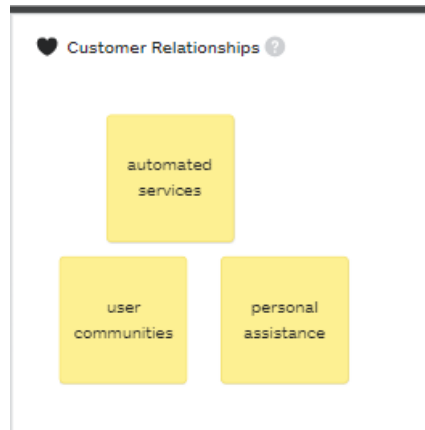 Customer Relationships ?
automated
services
user
communities
personal
assistance